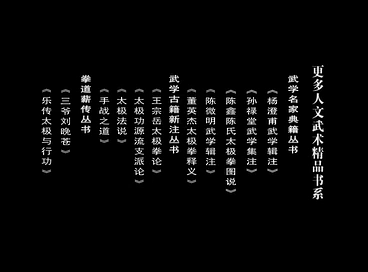 更多人文武术精品书系
武学名家典籍丛书
《杨澄甫武学辑注》
《孙禄堂武学集注》
《陈鑫陈氏太极拳图说》
《陈微明武学辑注》
《董英杰太极拳释义》
武学古籍新注丛书
《王宗岳太极拳论》
《太极功源流支派论》
《太极法说》
《手战之道》
拳道薪传丛书
《三爷刘晚苍》
《乐传太极与行功》